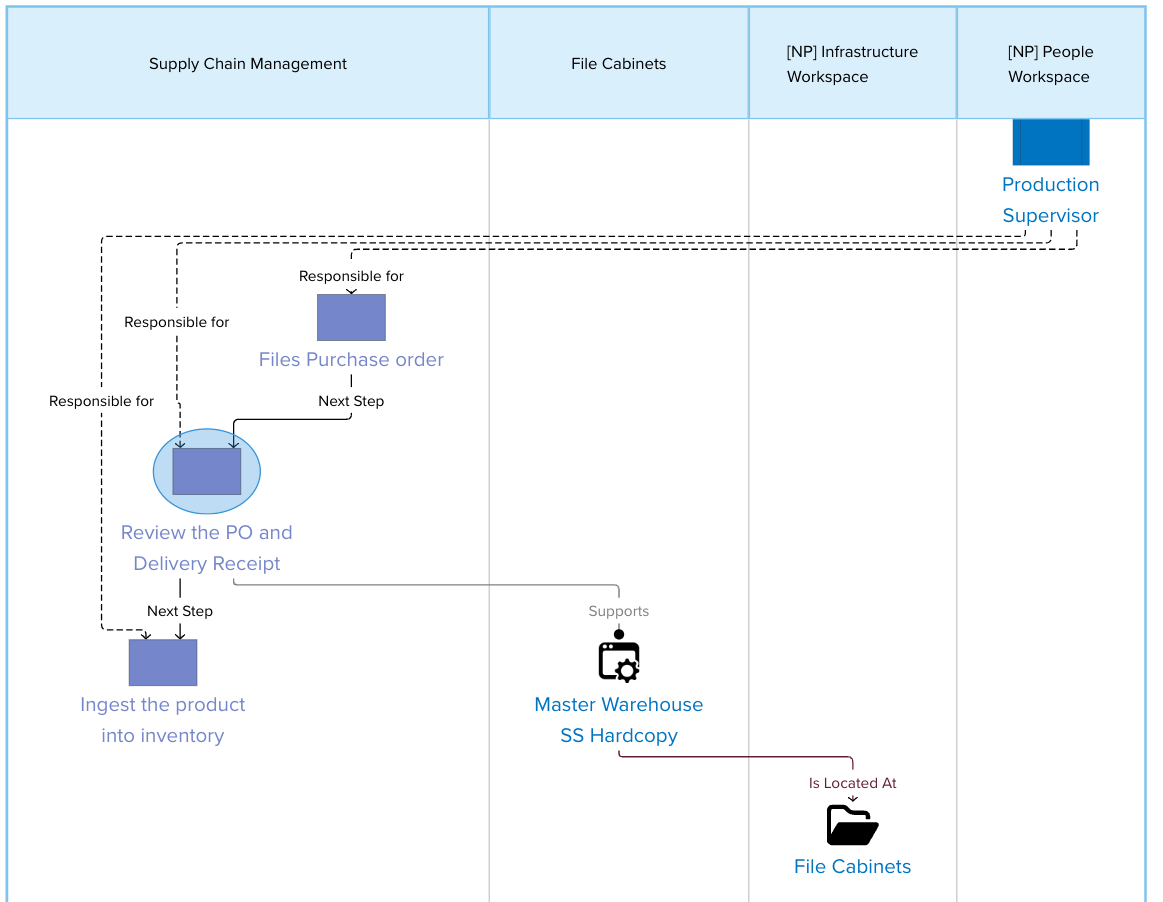 Supply Chain Management
File Cabinets
[NP] Infrastructure
Workspace
[NP] People
Workspace
Production
Supervisor
Responsible for
Files Purchase order
Responsible for
Responsible for
Next Step
Review the PO and
Delivery Receipt
Next Step
Supports
Ingest the product
into inventory
Master Warehouse
SS Hardcopy
Is Located At
File Cabinets